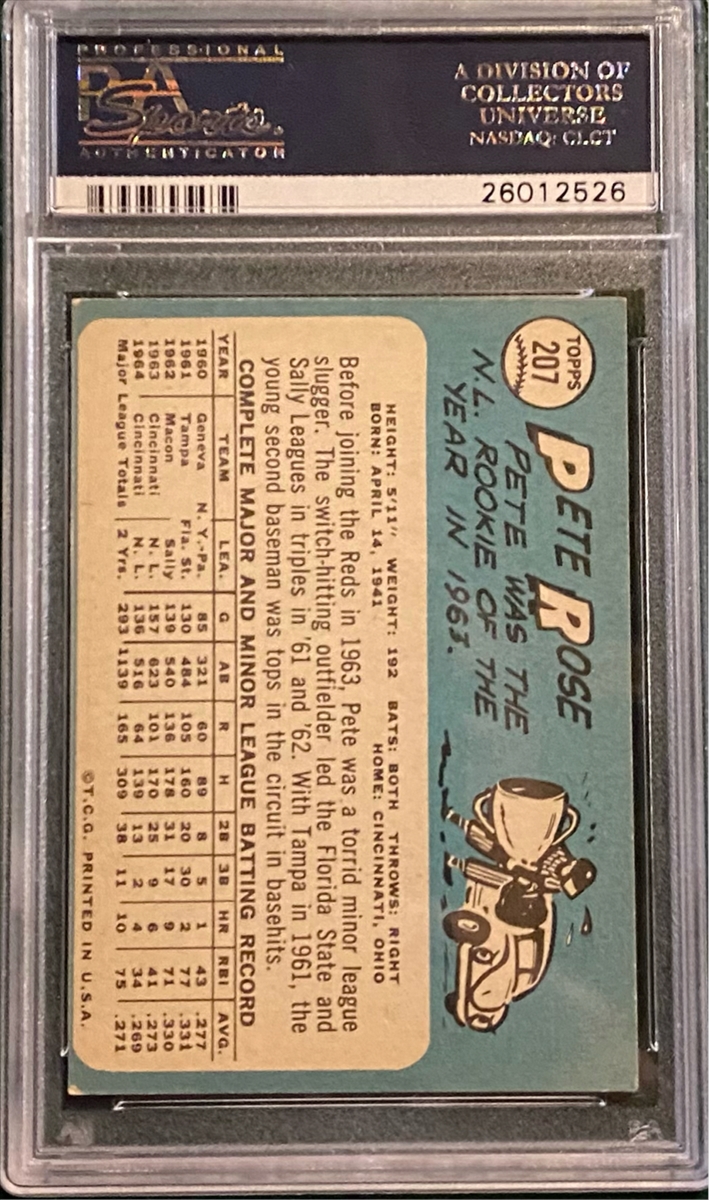 PROFESSIONAL
PSA
Sports
AUTHENTICATOR
A DIVISION OF
COLLECTORS
UNIVERSE
NASDAQ: CLCT
26012526
TOPPS
207
PETE ROSE
PETE WAS THE
N.L. ROOKIE OF THE
YEAR IN 1963.
HEIGHT: 5'11" WEIGHT: 192 BATS: BOTH THROWS: RIGHT
BORN: APRIL 14, 1941 HOME: CINCINNATI, OHIO
Before joining the Reds in 1963, Pete was a torrid minor league
slugger. The switch-hitting outfielder led the Florida State and
Sally Leagues in triples in '61 and '62. With Tampa in 1961, the
young second baseman was tops in the circuit in basehits.
COMPLETE MAJOR AND MINOR LEAGUE BATTING RECORD
YEAR TEAM LEA. G AB R H 2B 3B HR RBI AVG.
1960 Geneva N. Y.-Pa. 85 321 60 89 8 5 1 43 .277
1961 Tampa Fla. St. 130 484 105 160 20 30 2 77 .331
1962 Macon Sally 139 540 136 178 31 17 9 71 .330
1963 Cincinnati N. L. 157 623 101 170 25 9 6 41 .273
1964 Cincinnati N. L. 136 516 64 139 13 2 4 34 .269
Major League Totals 2 Yrs. 293 1139 165 309 38 11 10 75 .271
©T.C.G. PRINTED IN U.S.A.